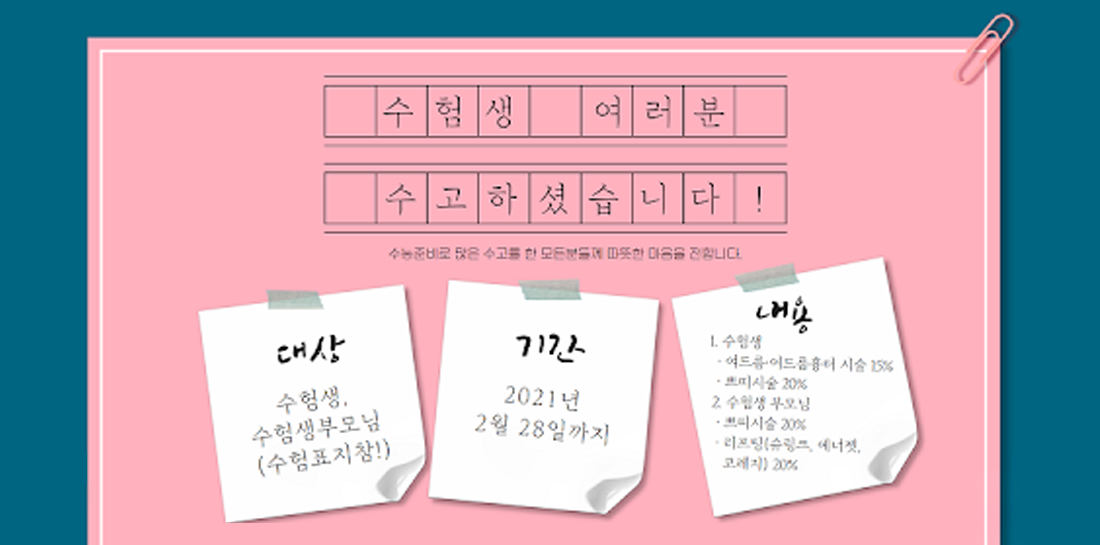 수험생 여러분
수고하셨습니다!
수능준비로 많은 수고를 한 모든분들께 따뜻한 마음을 전합니다.
대상
수험생,
수험생부모님
(수험표지참!)
기간
2021년
2월 28일까지
내용
1. 수험생
· 여드름·여드름흉터 시술 15%
· 쁘띠시술 20%
2. 수험생 부모님
· 쁘띠시술 20%
· 리프팅(슈링크, 에너젯,
코레지) 20%